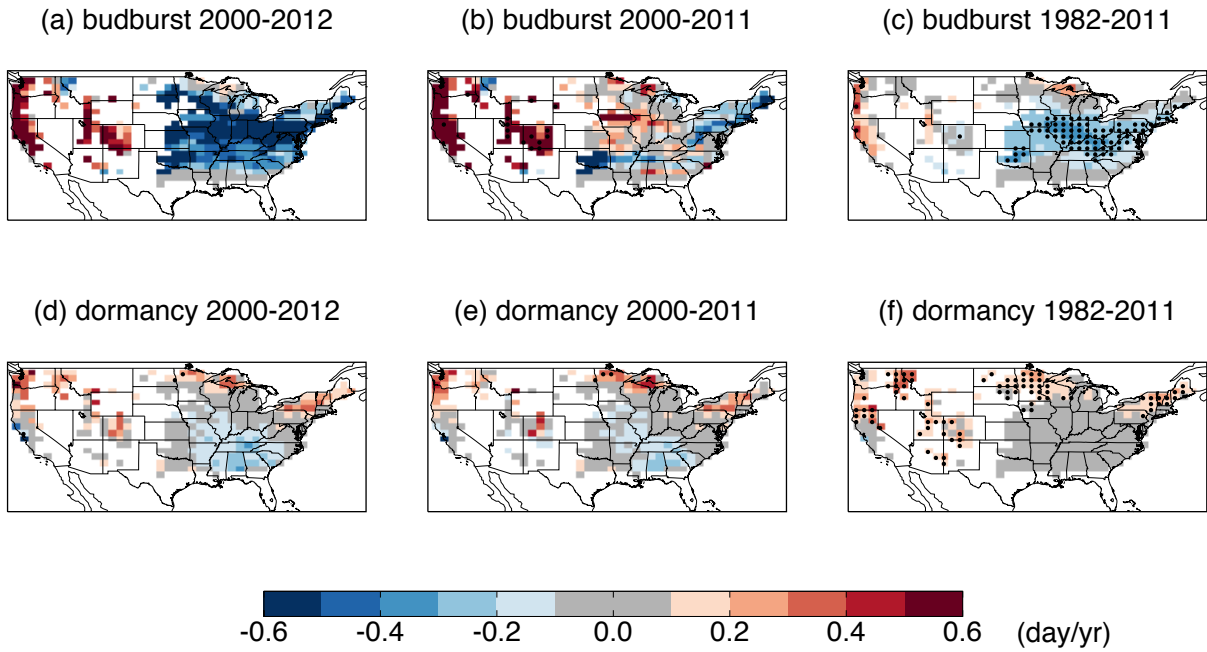 (a) budburst 2000-2012
(b) budburst 2000-2011
(c) budburst 1982-2011
(d) dormancy 2000-2012
(e) dormancy 2000-2011
(f) dormancy 1982-2011
-0.6 -0.4 -0.2 0.0 0.2 0.4 0.6 (day/yr)